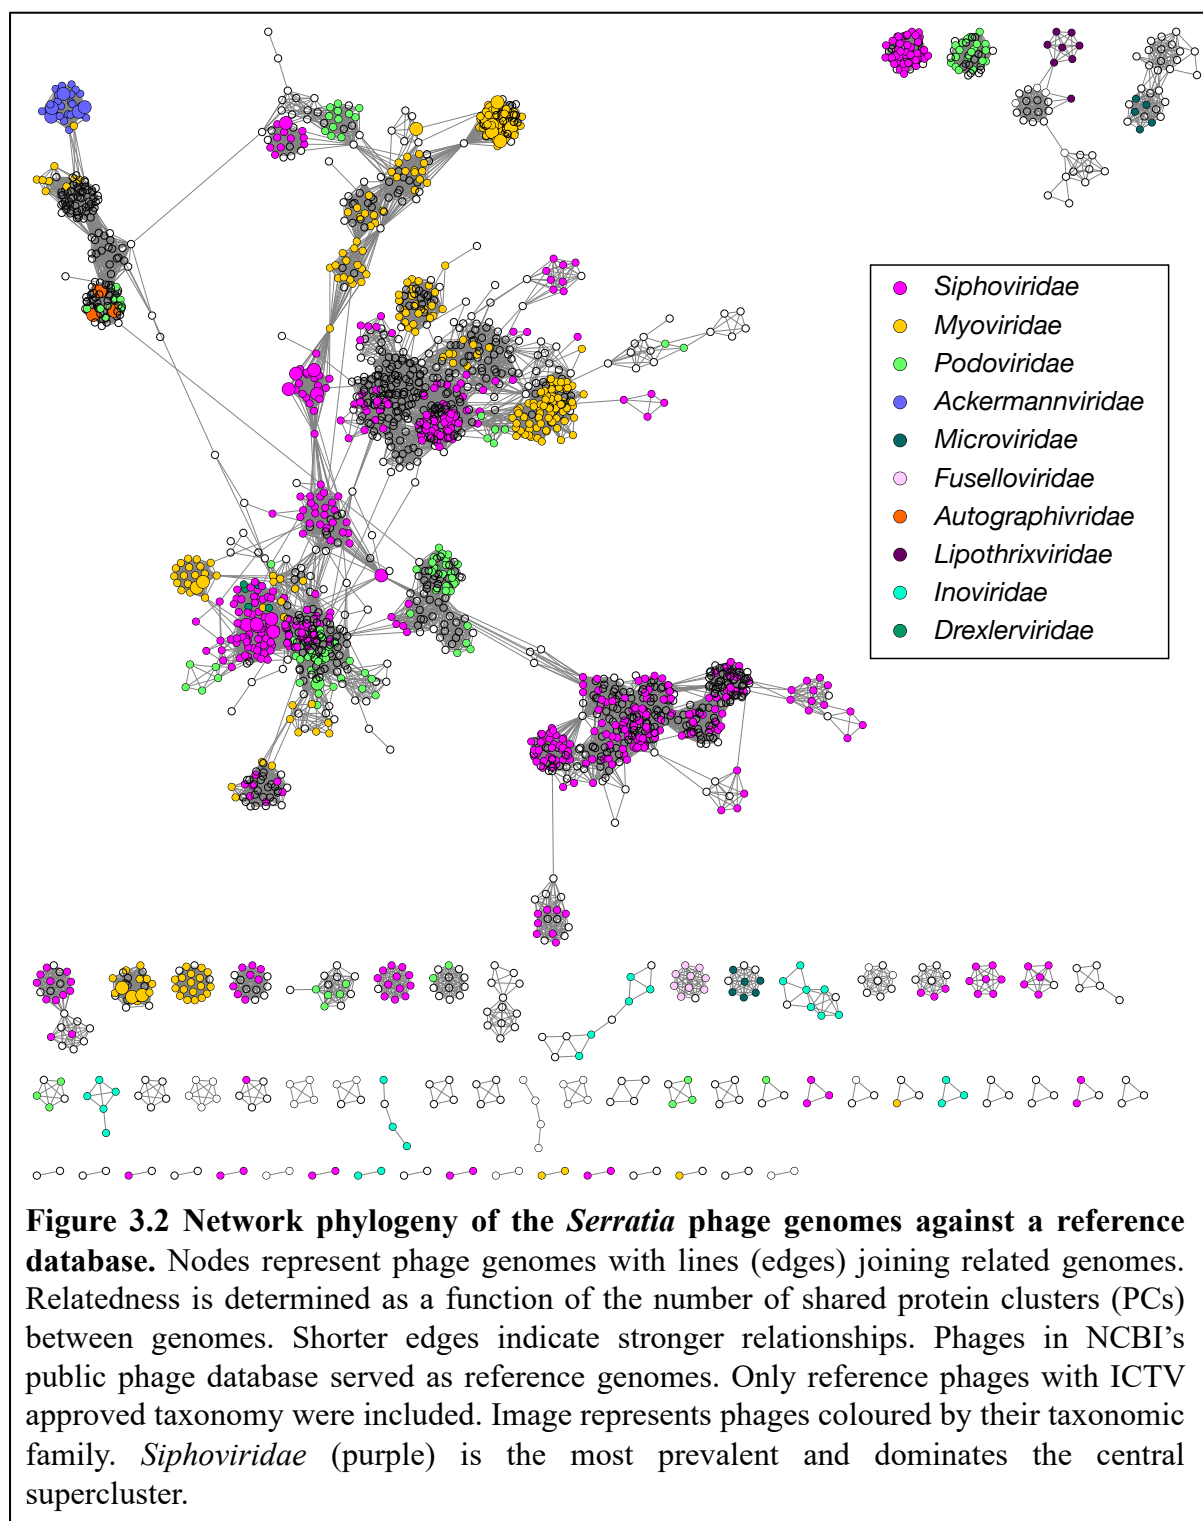 Siphoviridae
Myoviridae
Podoviridae
Ackermannviridae
Microviridae
Fuselloviridae
Autographivridae
Lipothrixviridae
Inoviridae
Drexlerviridae
Figure 3.2 Network phylogeny of the Serratia phage genomes against a reference
database. Nodes represent phage genomes with lines (edges) joining related genomes.
Relatedness is determined as a function of the number of shared protein clusters (PCs)
between genomes. Shorter edges indicate stronger relationships. Phages in NCBI’s
public phage database served as reference genomes. Only reference phages with ICTV
approved taxonomy were included. Image represents phages coloured by their taxonomic
family. Siphoviridae (purple) is the most prevalent and dominates the central
supercluster.